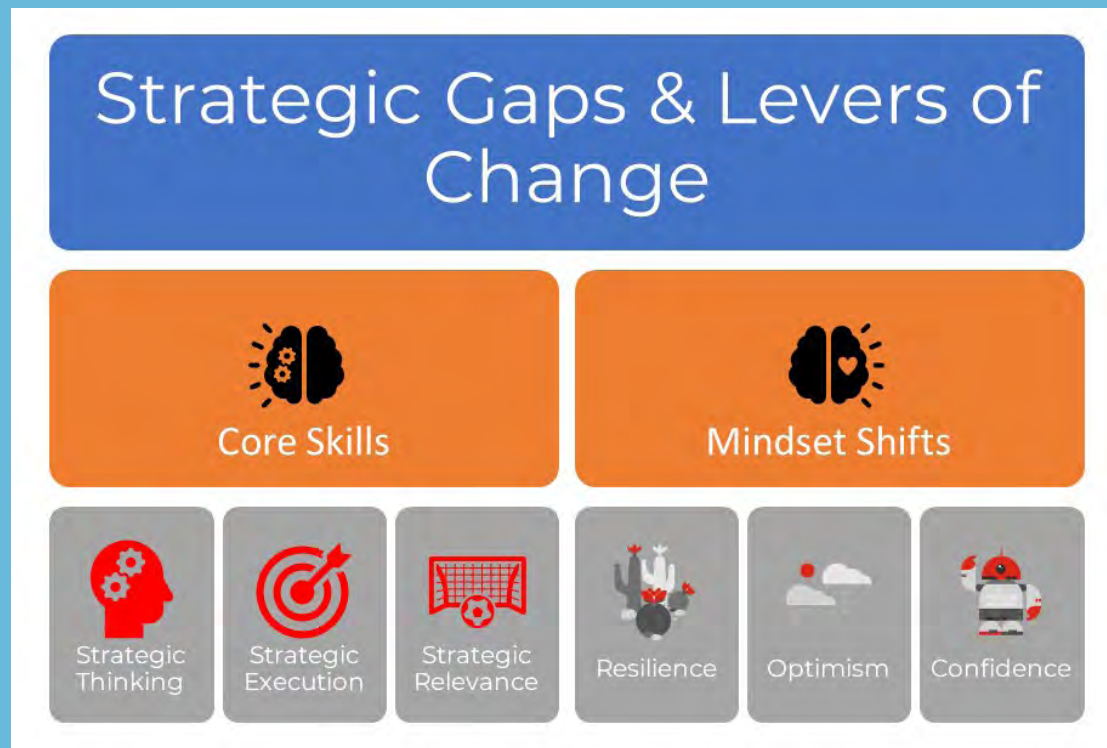 Strategic Gaps & Levers of
Change
Core Skills
Mindset Shifts
Strategic
Thinking
Strategic
Execution
Strategic
Relevance
Resilience
Optimism
Confidence